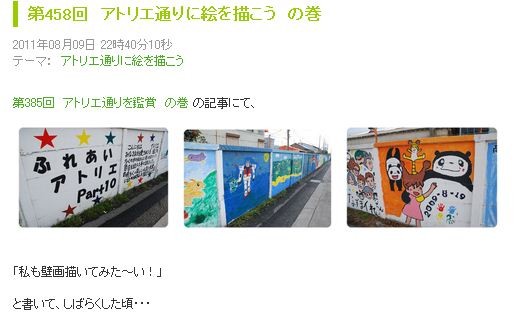 第458回　アトリエ通りに絵を描こう　の巻
2011年08月09日 22時40分10秒
テーマ：　アトリエ通りに絵を描こう
第385回　アトリエ通りを鑑賞　の巻 の記事にて、
ふれあい
アトリエ
Part10
2009-8-19
「私も壁画描いてみた～い！」
と書いて、しばらくした頃・・・